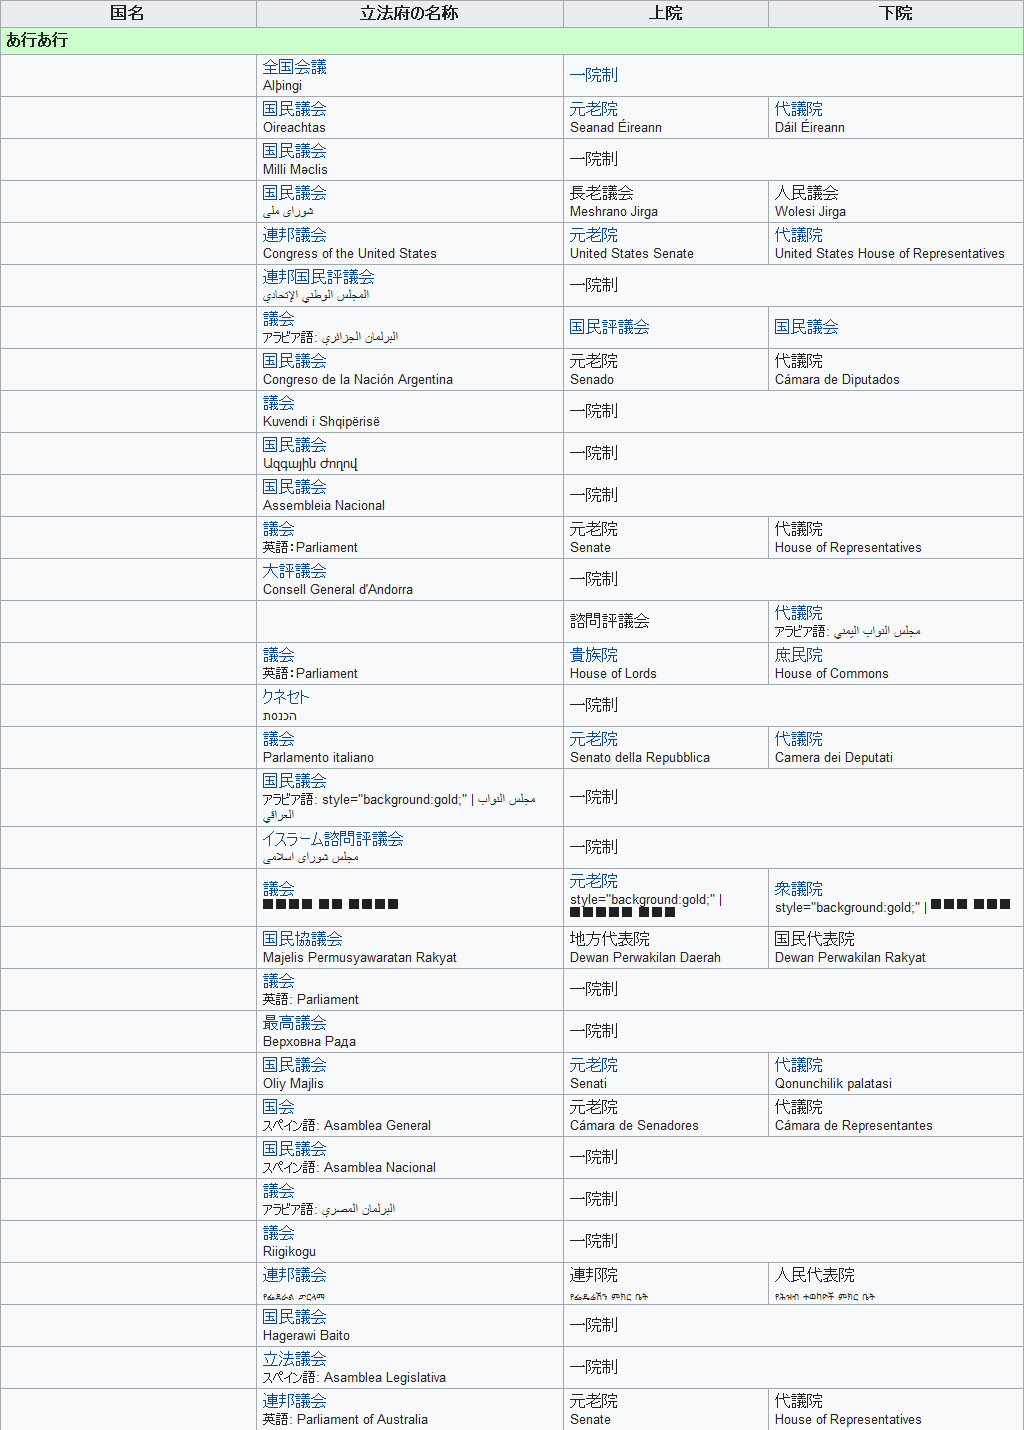 国名 立法府の名称 上院 下院
あ行あ行
全国会議 一院制
Alþingi
国民議会 元老院 代議院
Oireachtas Seanad Éireann Dáil Éireann
国民議会 一院制
Milli Məclis
国民議会 長老議会 人民議会
شورای ملی Meshrano Jirga Wolesi Jirga
連邦議会 元老院 代議院
Congress of the United States United States Senate United States House of Representatives
連邦国民評議会 一院制
المجلس الوطني الإتحادي
議会 国民評議会 国民議会
アラビア語: البرلمان الجزائري
国民議会 元老院 代議院
Congreso de la Nación Argentina Senado Cámara de Diputados
議会 一院制
Kuvendi i Shqipërisë
国民議会 一院制
Ազգային Ժողով
国民議会 一院制
Assembleia Nacional
議会 元老院 代議院
英語：Parliament Senate House of Representatives
大評議会 一院制
Consell General d'Andorra
諮問評議会 代議院
アラビア語: مجلس النواب اليمني
議会 貴族院 庶民院
英語：Parliament House of Lords House of Commons
クネセト 一院制
הכנסת
議会 元老院 代議院
Parlamento italiano Senato della Repubblica Camera dei Deputati
国民議会 一院制
アラビア語: style="background:gold;" | مجلس النواب
العراقي
イスラーム諮問評議会 一院制
مجلس شورای اسلامی
議会 元老院 衆議院
style="background:gold;" | style="background:gold;" |
国民協議会 地方代表院 国民代表院
Majelis Permusyawaratan Rakyat Dewan Perwakilan Daerah Dewan Perwakilan Rakyat
議会 一院制
英語: Parliament
最高議会 一院制
Верховна Рада
国民議会 元老院 代議院
Oliy Majlis Senati Qonunchilik palatasi
国会 元老院 代議院
スペイン語: Asamblea General Cámara de Senadores Cámara de Representantes
国民議会 一院制
スペイン語: Asamblea Nacional
議会 一院制
アラビア語: البرلمان المصري
議会 一院制
Riigikogu
連邦議会 連邦院 人民代表院
የፌዴራል ፓርላማ የፌዴሬሽን ምክር ቤት የሕዝብ ተወካዮች ምክር ቤት
国民議会 一院制
Hagerawi Baito
立法議会 一院制
スペイン語: Asamblea Legislativa
連邦議会 元老院 代議院
英語: Parliament of Australia Senate House of Representatives